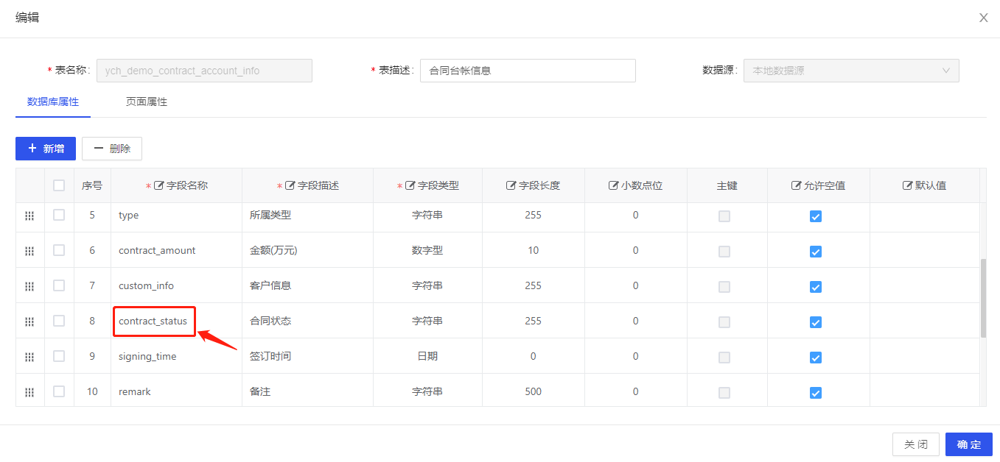 编辑
* 表名称: ych_demo_contract_account_info * 表描述: 合同台帐信息 数据源: 本地数据源
数据库属性 页面属性
新增 删除
序号 * 字段名称 * 字段描述 * 字段类型 字段长度 小数点位 主键 允许空值 默认值
5 type 所属类型 字符串 255 0
6 contract_amount 金额(万元) 数字型 10 0
7 custom_info 客户信息 字符串 255 0
8 contract_status 合同状态 字符串 255 0
9 signing_time 签订时间 日期 0 0
10 remark 备注 字符串 500 0
关 闭 确 定